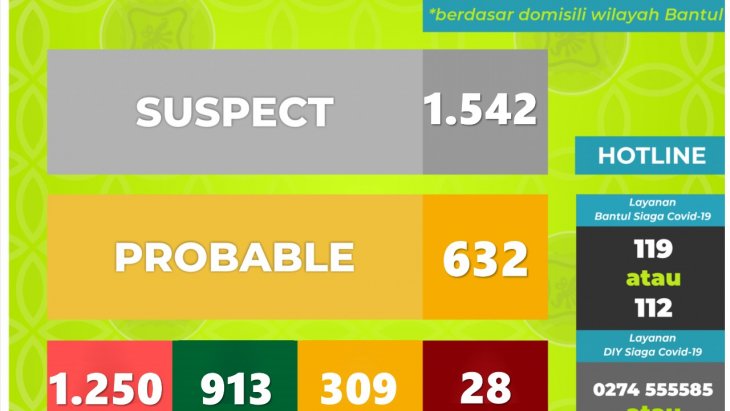 *berdasar domisili wilayah Bantul
SUSPECT
1.542
PROBABLE
632
1.250
913
309
28
HOTLINE
Layanan
Bantul Siaga Covid-19
119
atau
112
Layanan
DIY Siaga Covid-19
0274 555585
atau